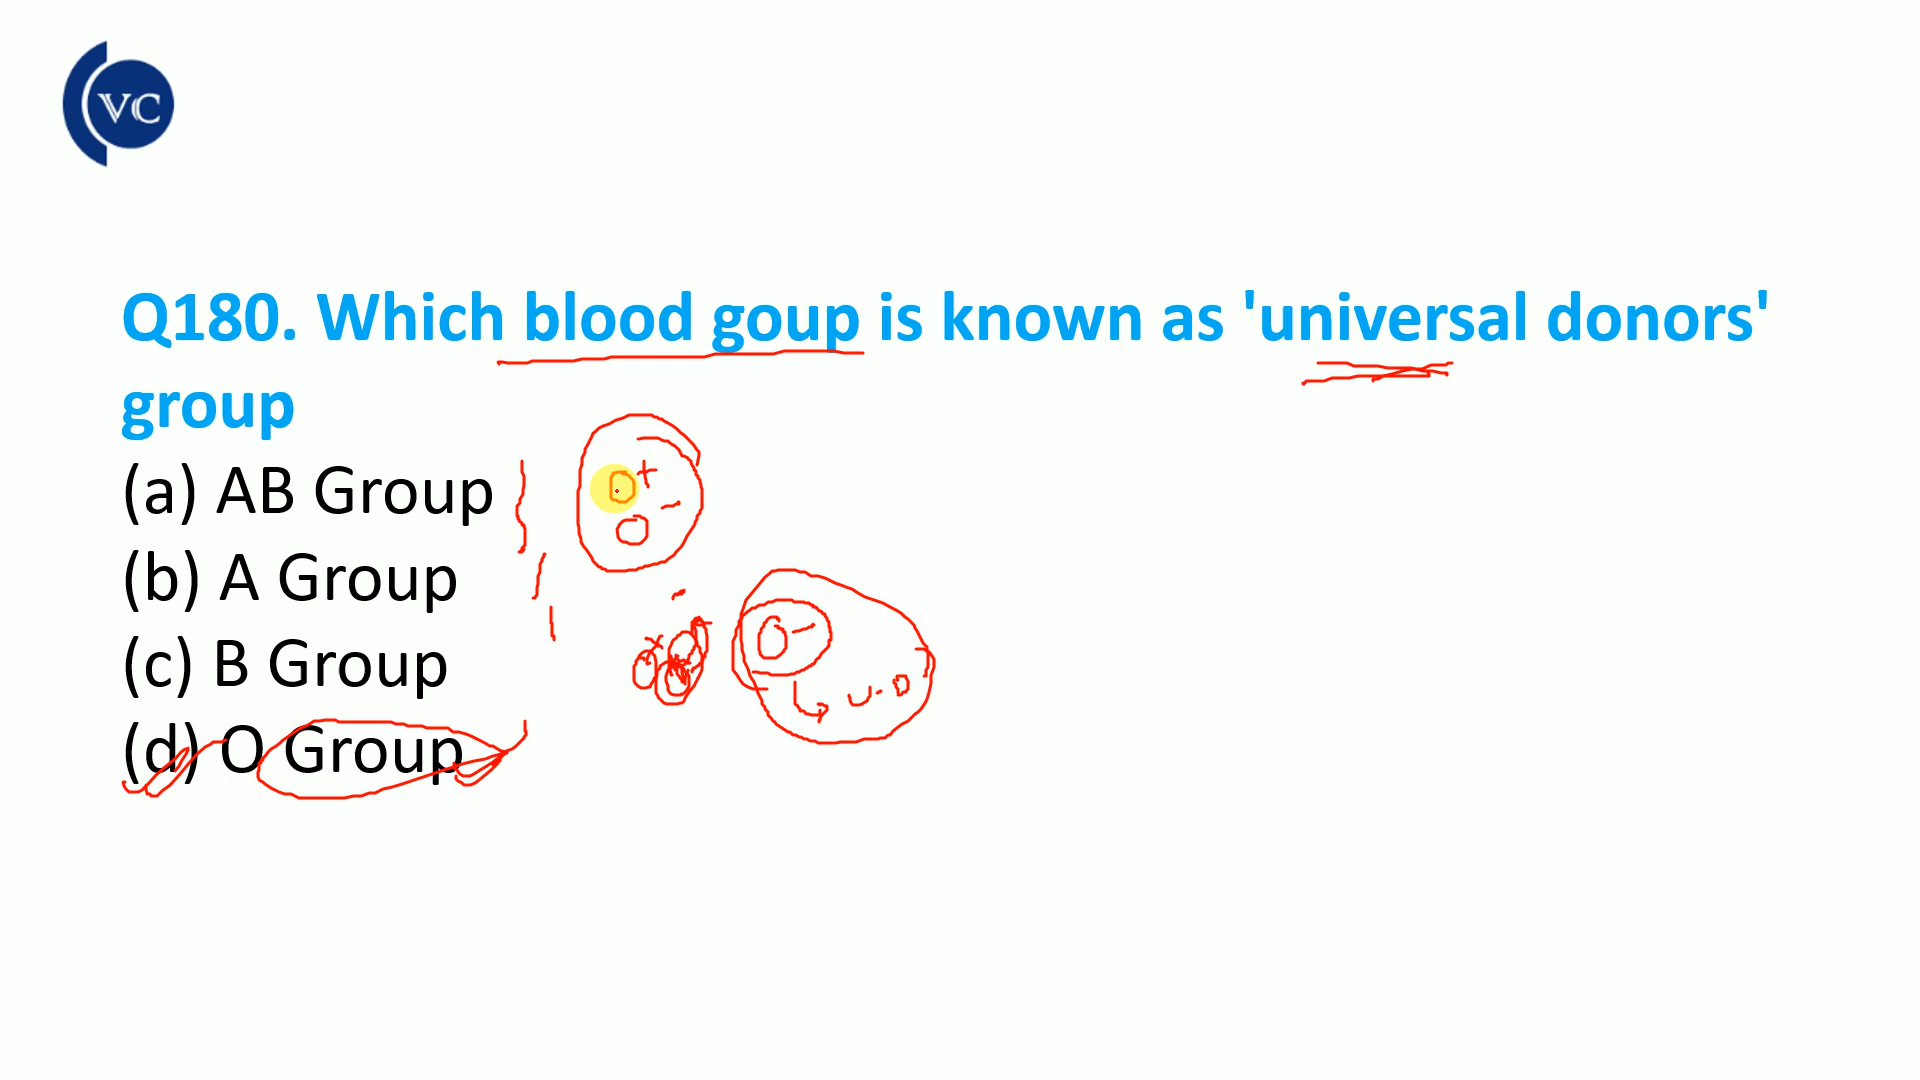 VC
Q180. Which blood goup is known as 'universal donors'
group
(a) AB Group
(b) A Group
(c) B Group
(d) O Group
O+
O-
O-
U.D